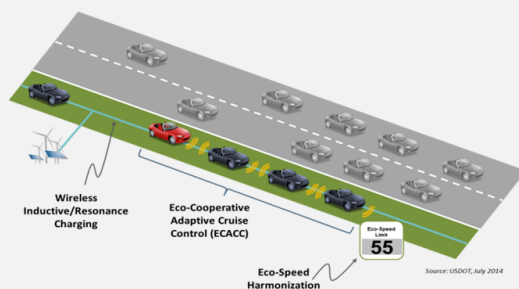 Wireless
Inductive/Resonance
Charging
Eco-Cooperative
Adaptive Cruise
Control (ECACC)
Eco-Speed
Limit
55
Eco-Speed
Harmonization
Source: USDOT, July 2014